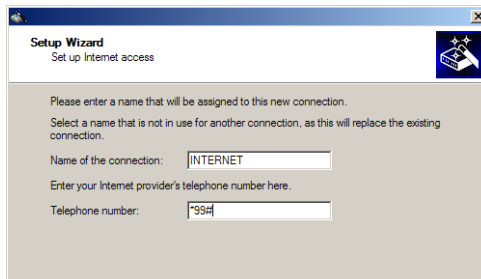 Setup Wizard
Set up Internet access
Please enter a name that will be assigned to this new connection.
Select a name that is not in use for another connection, as this will replace the existing
connection.
Name of the connection: INTERNET
Enter your Internet provider's telephone number here.
Telephone number: *99#